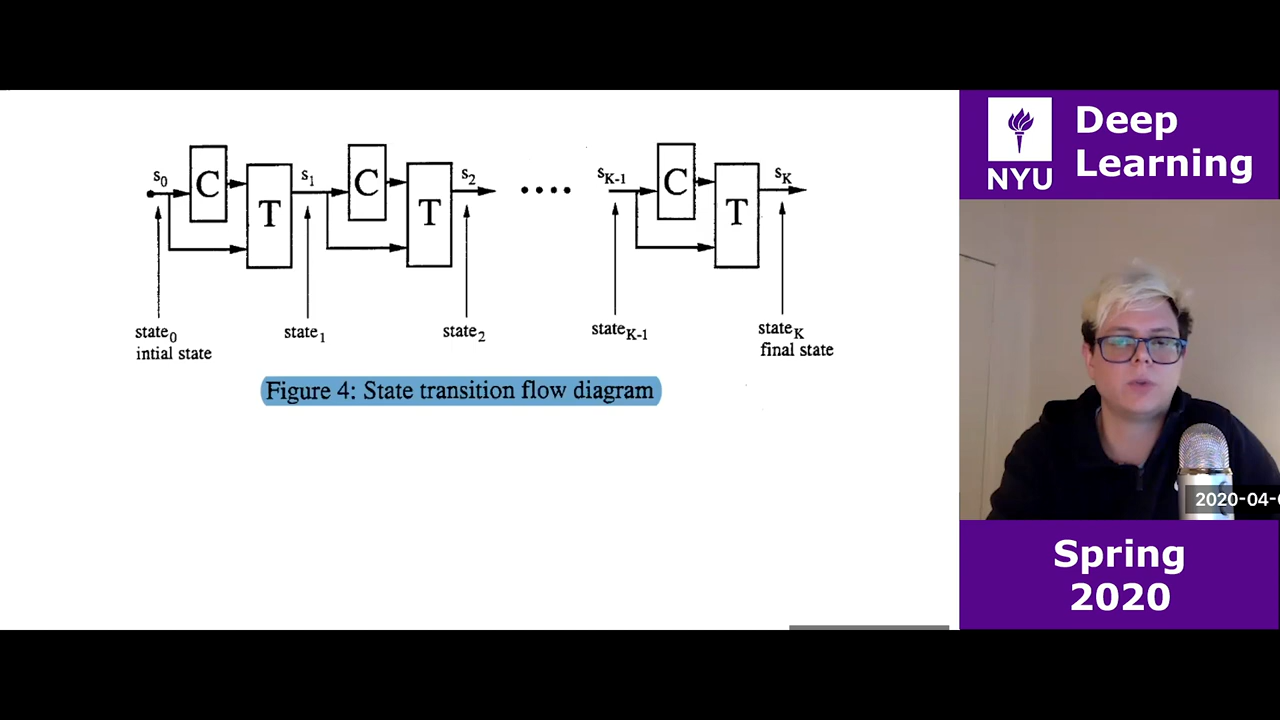 s0
C
T
s1
C
T
s2
sK-1
C
T
sK
state0
intial state
state1
state2
stateK-1
stateK
final state
Figure 4: State transition flow diagram
NYU
Deep
Learning
2020-04-0
Spring
2020